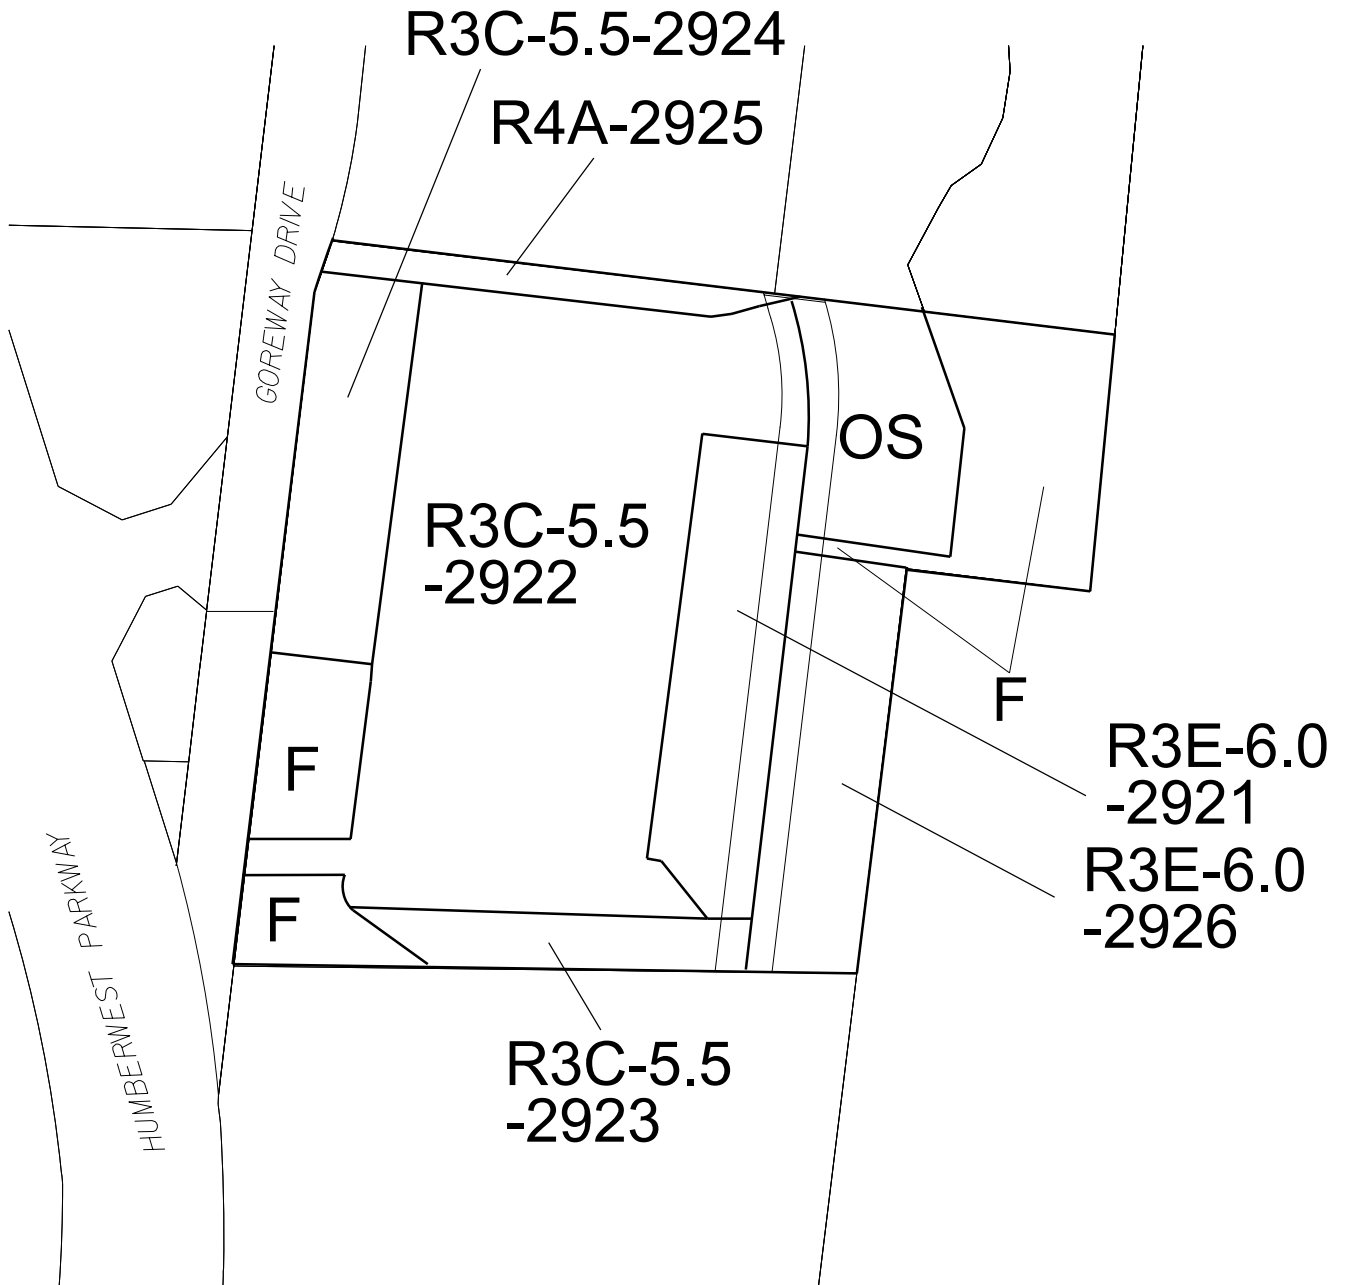 R3C-5.5-2924
R4A-2925
GOREWAY DRIVE
OS
R3C-5.5
-2922
F
R3E-6.0
-2921
F
R3E-6.0
-2926
F
HUMBERWEST PARKWAY
R3C-5.5
-2923